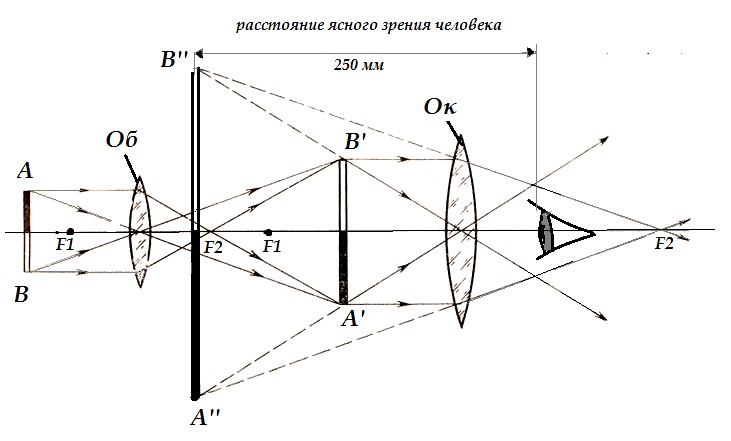 расстояние ясного зрения человека
250 мм
B''
Об
Ок
B'
A
F1
F2
F1
F2
B
A'
A''